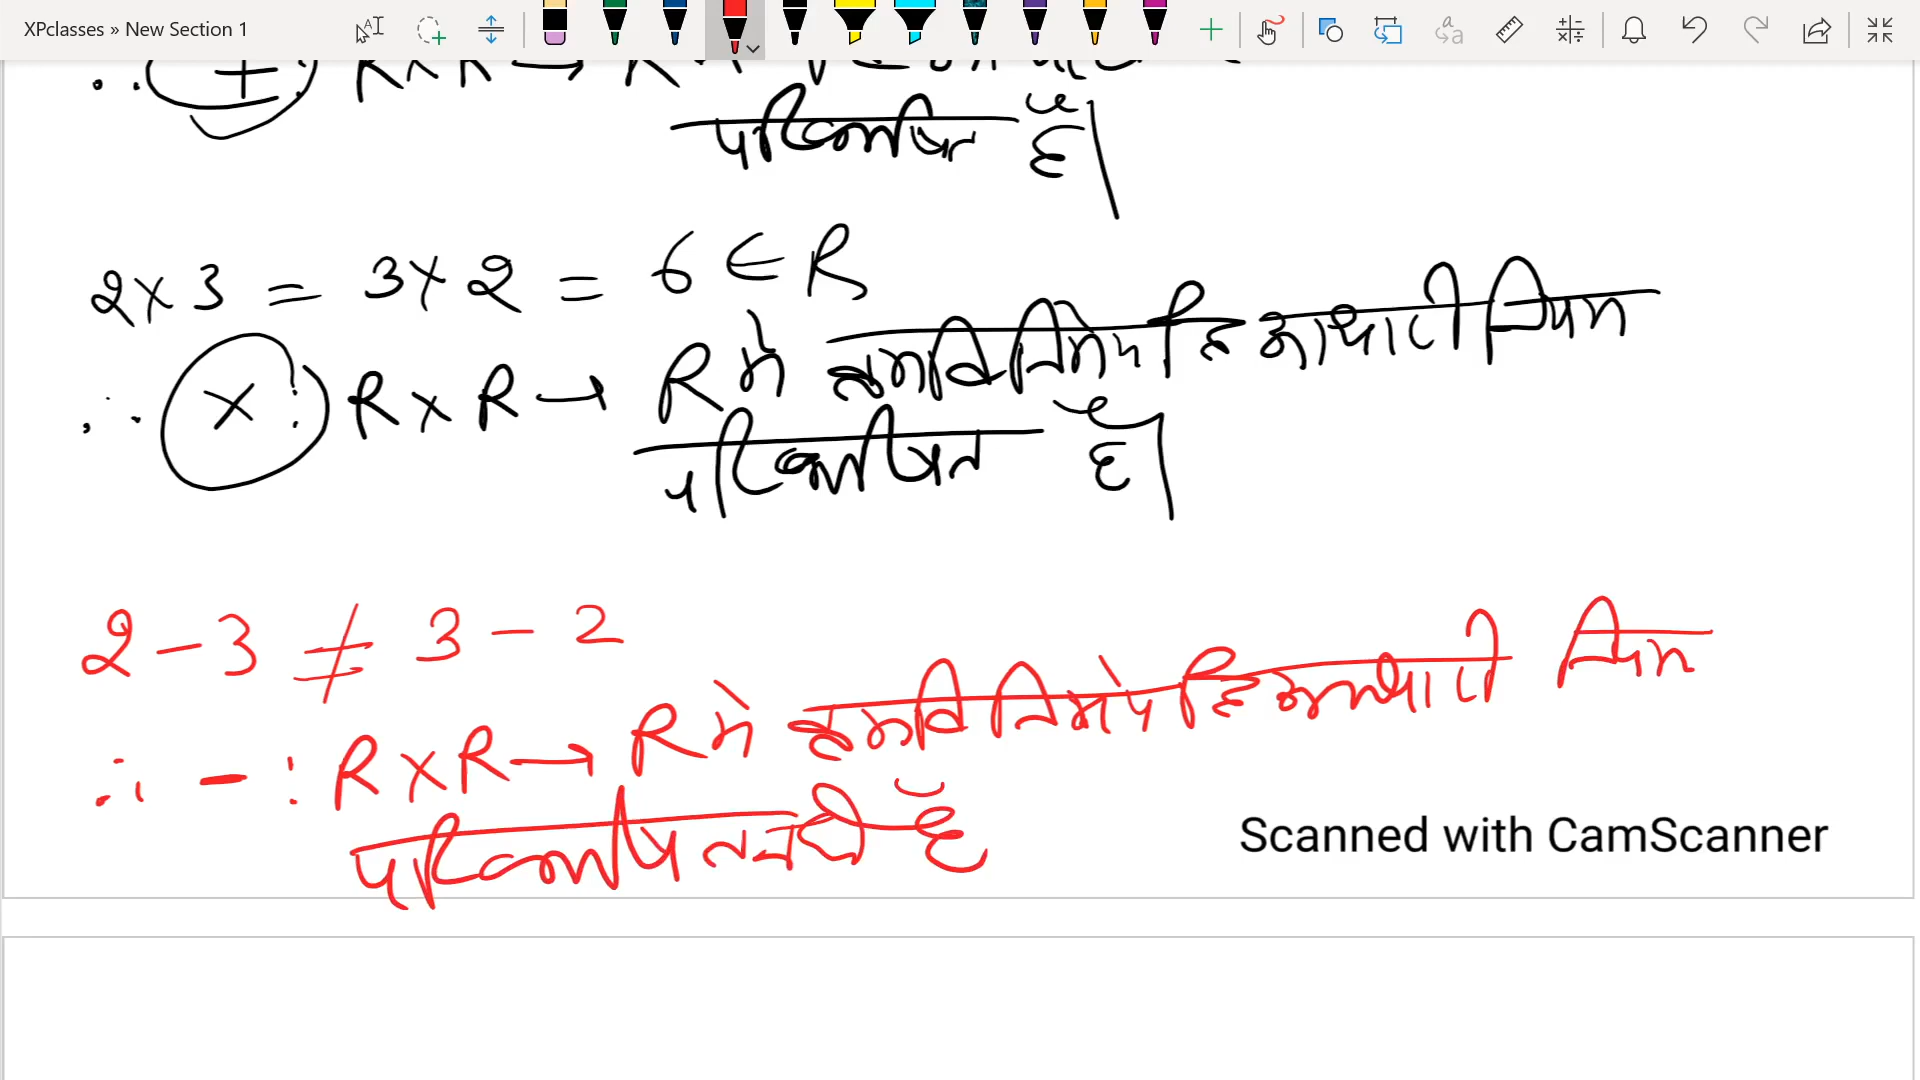 XPclasses » New Section 1
∴ + : R×R → R
परिभाषित है।
2×3 = 3×2 = 6 ∈ R
∴ × : R×R → R में क्रमविनिमेय द्विआधारी
परिभाषित है।
2 - 3 ≠ 3 - 2
∴ - : R×R → R में क्रमविनिमेय द्विआधारी
परिभाषित नहीं है
Scanned with CamScanner